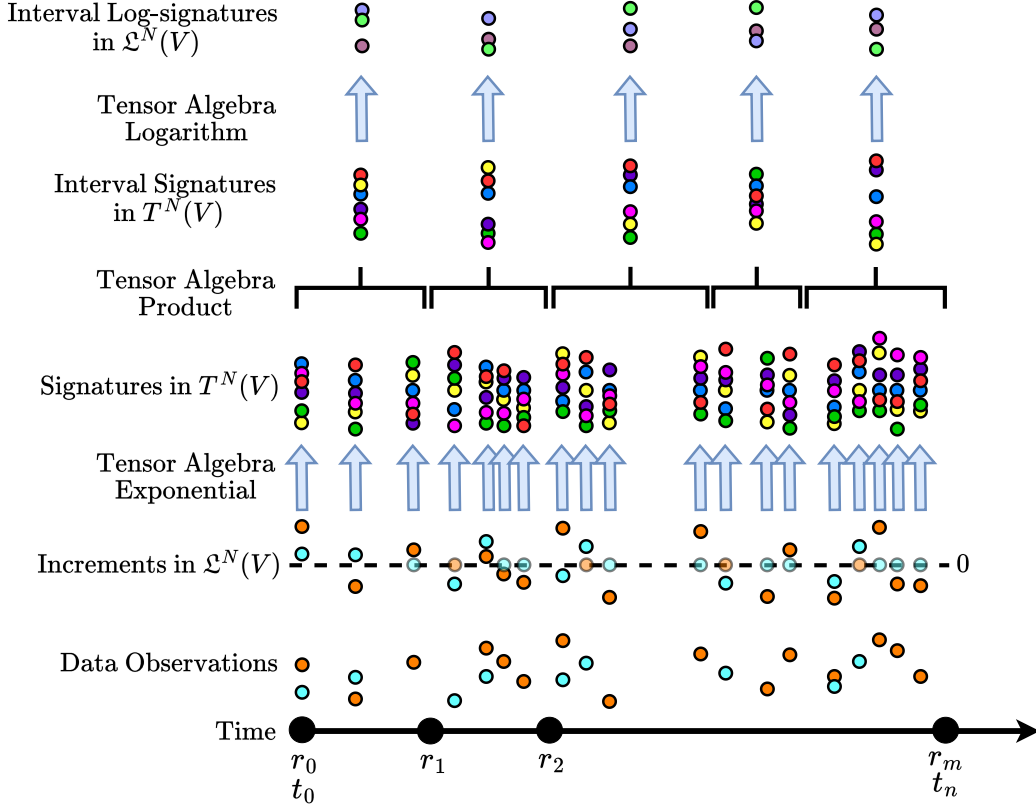 Interval Log-signatures
in 𝔏^N(V)
Tensor Algebra
Logarithm
Interval Signatures
in T^N(V)
Tensor Algebra
Product
Signatures in T^N(V)
Tensor Algebra
Exponential
Increments in 𝔏^N(V)
0
Data Observations
Time
r_0 r_1 r_2 r_m
t_0 t_n